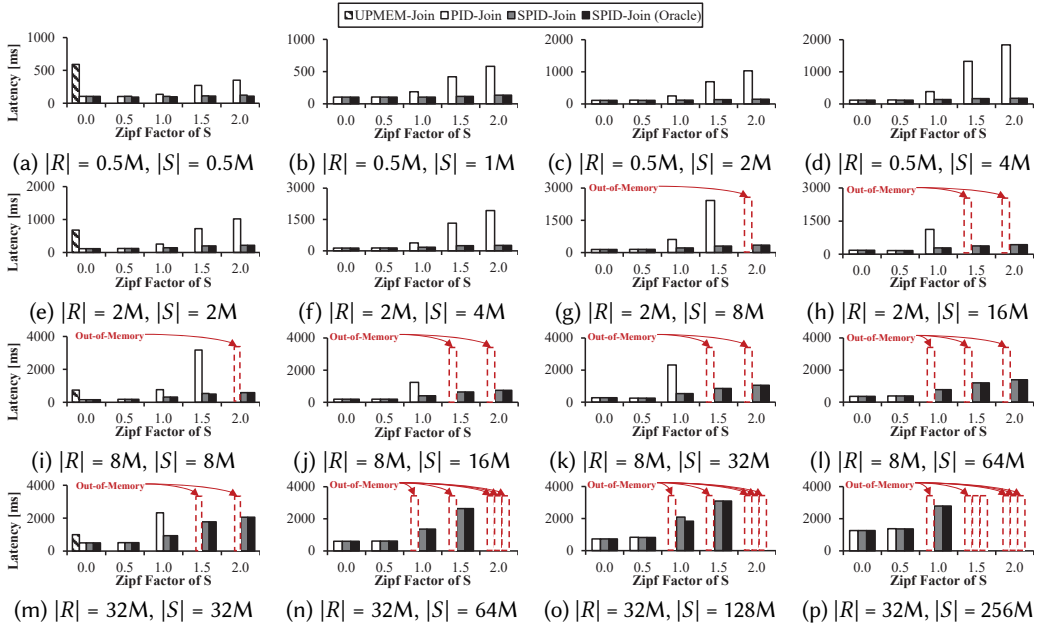 UPMEM-Join PID-Join SPID-Join SPID-Join (Oracle)
Latency [ms]
1000
500
0
0.0 0.5 1.0 1.5 2.0
Zipf Factor of S
(a) |R| = 0.5M, |S| = 0.5M
1000
500
0
0.0 0.5 1.0 1.5 2.0
Zipf Factor of S
(b) |R| = 0.5M, |S| = 1M
2000
1000
0
0.0 0.5 1.0 1.5 2.0
Zipf Factor of S
(c) |R| = 0.5M, |S| = 2M
2000
1000
0
0.0 0.5 1.0 1.5 2.0
Zipf Factor of S
(d) |R| = 0.5M, |S| = 4M
Latency [ms]
2000
1000
0
0.0 0.5 1.0 1.5 2.0
Zipf Factor of S
(e) |R| = 2M, |S| = 2M
3000
1500
0
0.0 0.5 1.0 1.5 2.0
Zipf Factor of S
(f) |R| = 2M, |S| = 4M
3000
1500
0
Out-of-Memory
0.0 0.5 1.0 1.5 2.0
Zipf Factor of S
(g) |R| = 2M, |S| = 8M
3000
1500
0
Out-of-Memory
0.0 0.5 1.0 1.5 2.0
Zipf Factor of S
(h) |R| = 2M, |S| = 16M
Latency [ms]
4000
2000
0
Out-of-Memory
0.0 0.5 1.0 1.5 2.0
Zipf Factor of S
(i) |R| = 8M, |S| = 8M
4000
2000
0
Out-of-Memory
0.0 0.5 1.0 1.5 2.0
Zipf Factor of S
(j) |R| = 8M, |S| = 16M
4000
2000
0
Out-of-Memory
0.0 0.5 1.0 1.5 2.0
Zipf Factor of S
(k) |R| = 8M, |S| = 32M
4000
2000
0
Out-of-Memory
0.0 0.5 1.0 1.5 2.0
Zipf Factor of S
(l) |R| = 8M, |S| = 64M
Latency [ms]
4000
2000
0
Out-of-Memory
0.0 0.5 1.0 1.5 2.0
Zipf Factor of S
(m) |R| = 32M, |S| = 32M
4000
2000
0
Out-of-Memory
0.0 0.5 1.0 1.5 2.0
Zipf Factor of S
(n) |R| = 32M, |S| = 64M
4000
2000
0
Out-of-Memory
0.0 0.5 1.0 1.5 2.0
Zipf Factor of S
(o) |R| = 32M, |S| = 128M
4000
2000
0
Out-of-Memory
0.0 0.5 1.0 1.5 2.0
Zipf Factor of S
(p) |R| = 32M, |S| = 256M